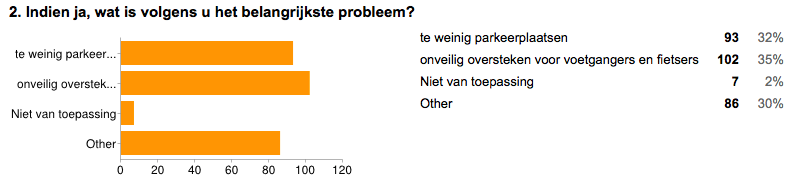 2. Indien ja, wat is volgens u het belangrijkste probleem?
te weinig parkeer...
onveilig overstek...
Niet van toepassing
Other
0 20 40 60 80 100 120
te weinig parkeerplaatsen 93 32%
onveilig oversteken voor voetgangers en fietsers 102 35%
Niet van toepassing 7 2%
Other 86 30%